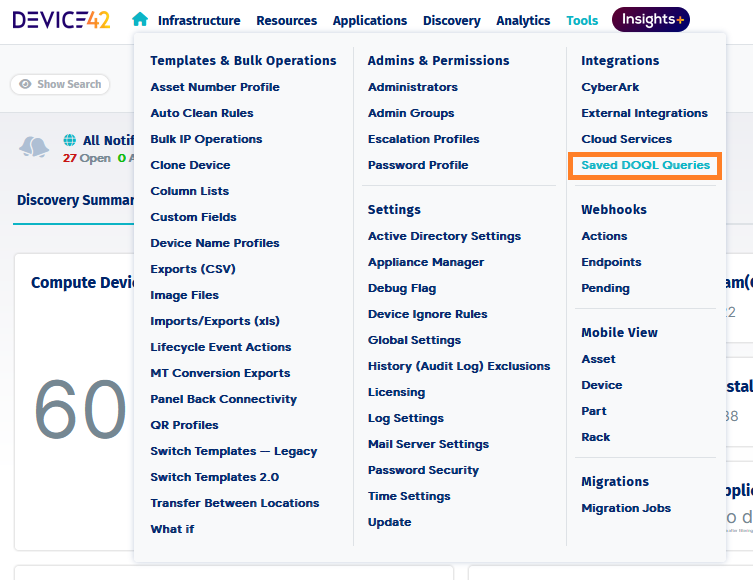 DEVICE42 Infrastructure Resources Applications Discovery Analytics Tools Insights+
Show Search
All Notif
27 Open 0 A
Discovery Summar
Compute Devi
60
Templates & Bulk Operations
Asset Number Profile
Auto Clean Rules
Bulk IP Operations
Clone Device
Column Lists
Custom Fields
Device Name Profiles
Exports (CSV)
Image Files
Imports/Exports (xls)
Lifecycle Event Actions
MT Conversion Exports
Panel Back Connectivity
QR Profiles
Switch Templates — Legacy
Switch Templates 2.0
Transfer Between Locations
What if
Admins & Permissions
Administrators
Admin Groups
Escalation Profiles
Password Profile
Settings
Active Directory Settings
Appliance Manager
Debug Flag
Device Ignore Rules
Global Settings
History (Audit Log) Exclusions
Licensing
Log Settings
Mail Server Settings
Password Security
Time Settings
Update
Integrations
CyberArk
External Integrations
Cloud Services
Saved DOQL Queries
Webhooks
Actions
Endpoints
Pending
Mobile View
Asset
Device
Part
Rack
Migrations
Migration Jobs
am(
2
stal
38
pplic
o d